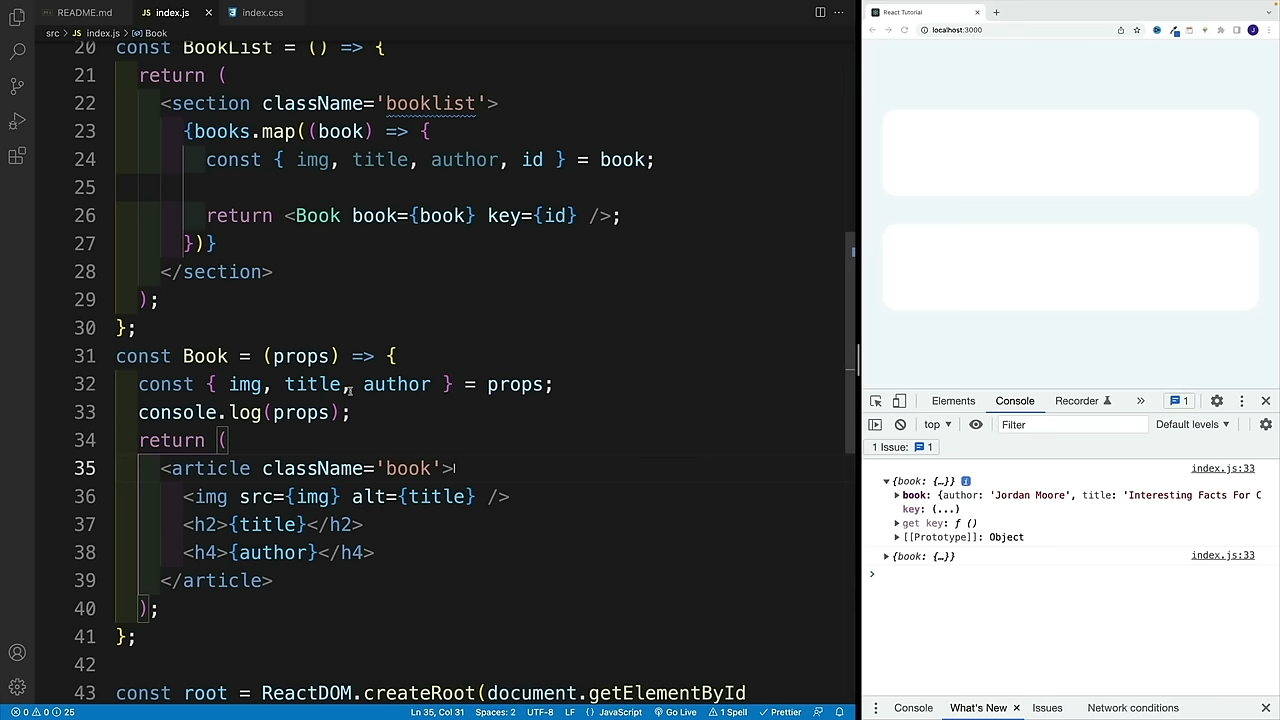 README.md
JS index.js ×
index.css
···
src > JS index.js > Book
20 const BookList = () => {
21 return (
22 <section className='booklist'>
23 {books.map((book) => {
24 const { img, title, author, id } = book;
25
26 return <Book book={book} key={id} />;
27 })}
28 </section>
29 );
30 };
31 const Book = (props) => {
32 const { img, title, author } = props;
33 console.log(props);
34 return (
35 <article className='book'>
36 <img src={img} alt={title} />
37 <h2>{title}</h2>
38 <h4>{author}</h4>
39 </article>
40 );
41 };
42
43 const root = ReactDOM.createRoot(document.getElementById
0 0 25
Ln 35, Col 31 Spaces: 2 UTF-8 LF {} JavaScript Go Live 1 Spell Prettier
React Tutorial × +
localhost:3000
J
Elements Console Recorder » 1
top Filter Default levels
1 Issue: 1
index.js:33
{book: {…}} i
book: {author: 'Jordan Moore', title: 'Interesting Facts For C
key: (...)
get key: ƒ ()
[[Prototype]]: Object
{book: {…}} index.js:33
>
Console What's New × Issues Network conditions